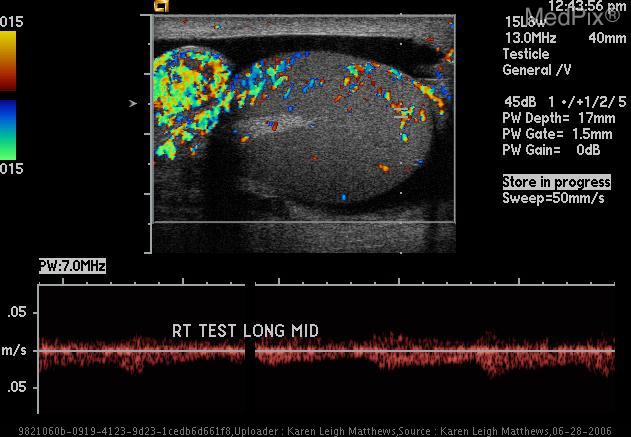 12:43:56 pm
MedPix®
15L8w
13.0MHz 40mm
Testicle
General /V
015
015
45dB 1 •/+1/2/5
PW Depth= 17mm
PW Gate= 1.5mm
PW Gain= 0dB
Store in progress
Sweep=50mm/s
PW:7.0MHz
.05
RT TEST LONG MID
m/s
.05
9821060b-0919-4123-9d23-1cedb6d661f8,Uploader : Karen Leigh Matthews,Source : Karen Leigh Matthews,06-28-2006